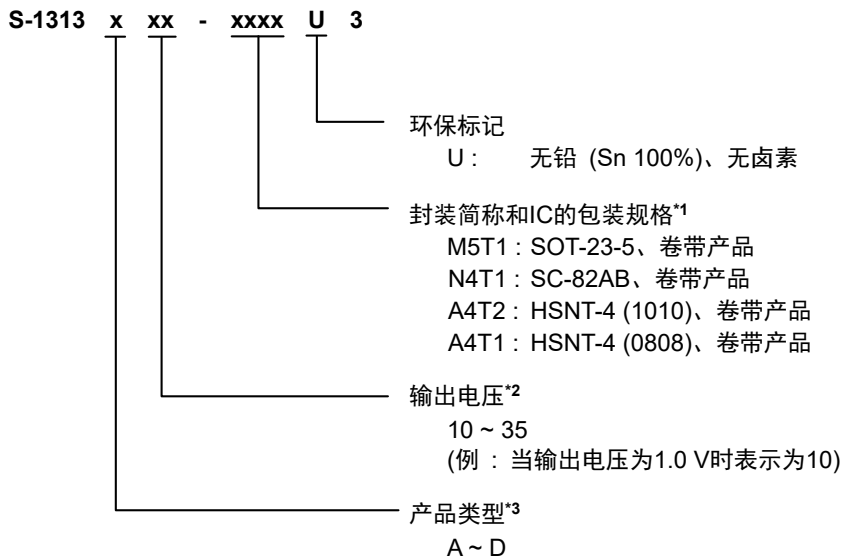 S-1313 x xx - xxxx U 3
环保标记
U : 无铅 (Sn 100%)、无卤素
封装简称和IC的包装规格*1
M5T1 : SOT-23-5、卷带产品
N4T1 : SC-82AB、卷带产品
A4T2 : HSNT-4 (1010)、卷带产品
A4T1 : HSNT-4 (0808)、卷带产品
输出电压*2
10 ~ 35
(例 : 当输出电压为1.0 V时表示为10)
产品类型*3
A ~ D